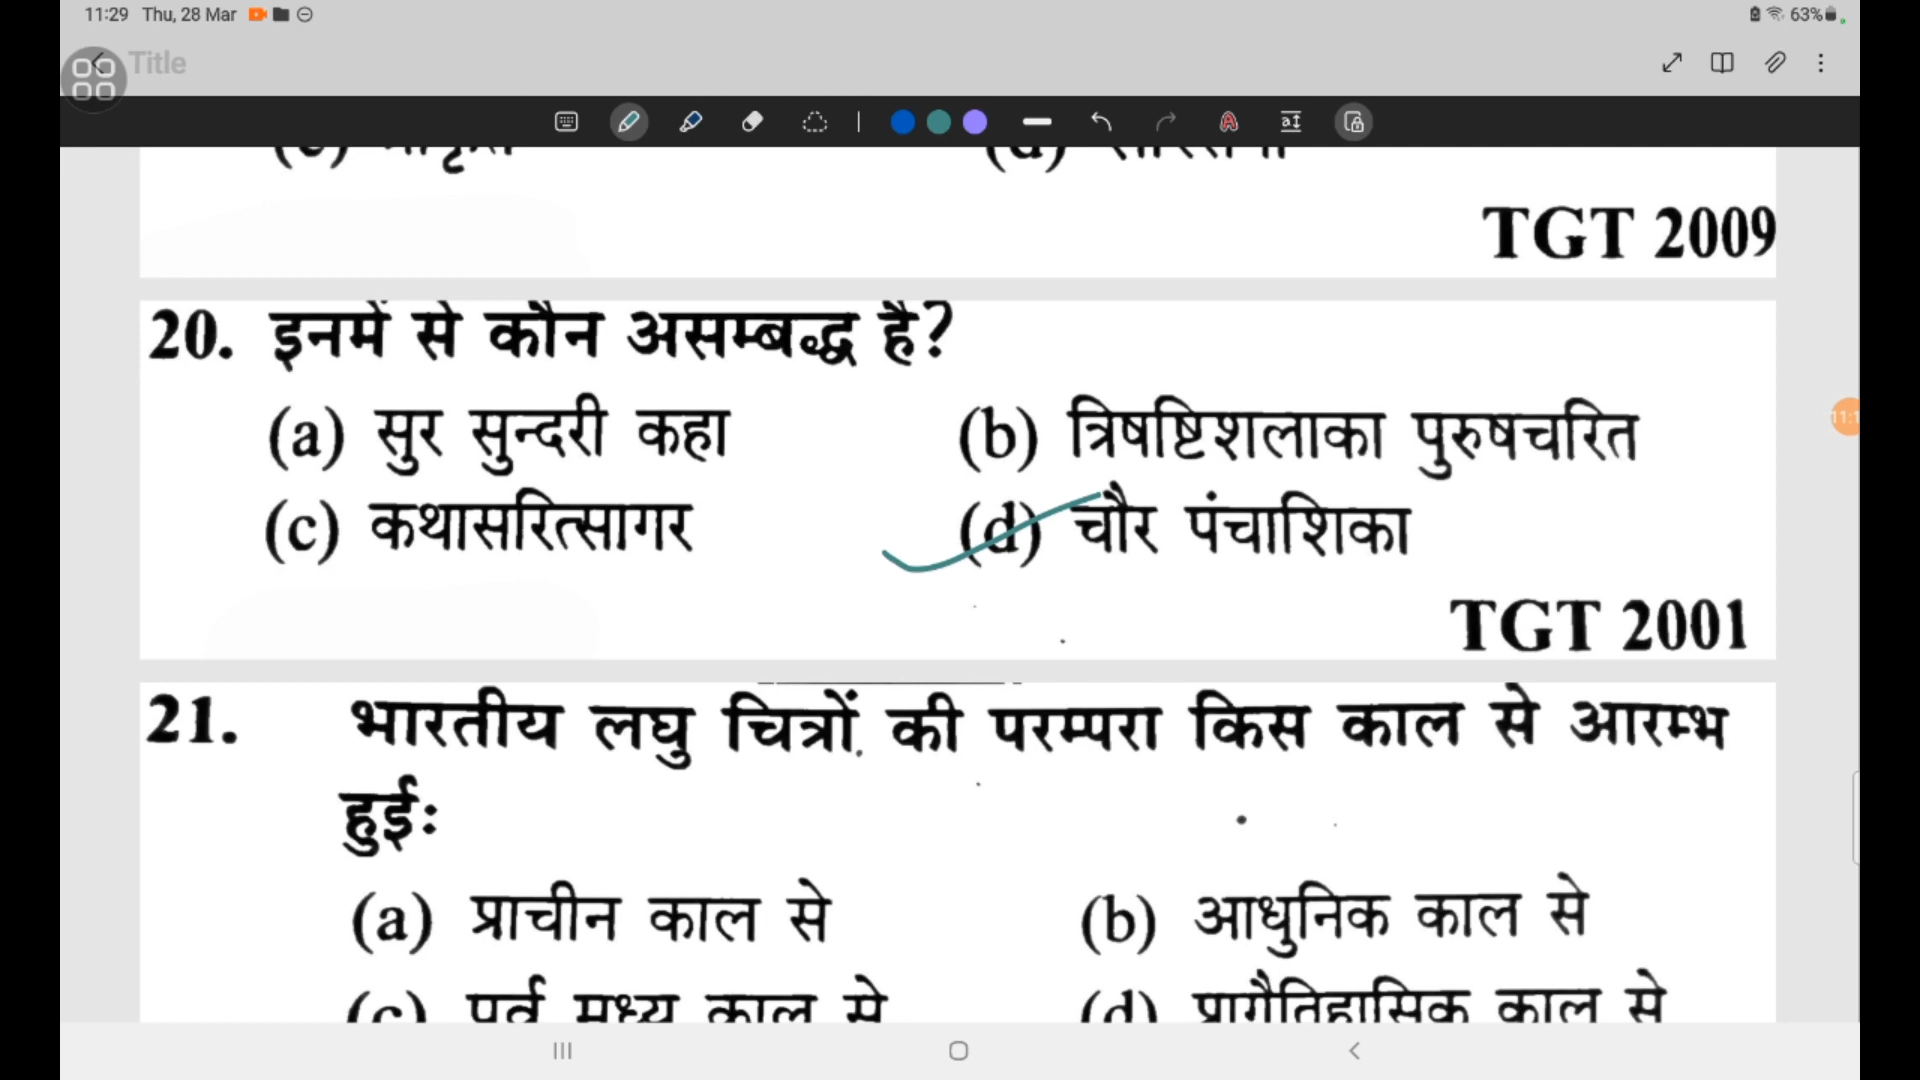 11:29 Thu, 28 Mar 63%
Title
TGT 2009
20. इनमें से कौन असम्बद्ध है?
(a) सुर सुन्दरी कहा (b) त्रिषष्टिशलाका पुरुषचरित
(c) कथासरित्सागर (d) चौर पंचाशिका
TGT 2001
21. भारतीय लघु चित्रों की परम्परा किस काल से आरम्भ
हुईः
(a) प्राचीन काल से (b) आधुनिक काल से
(c) पूर्व मध्य काल से (d) प्रागैतिहासिक काल से